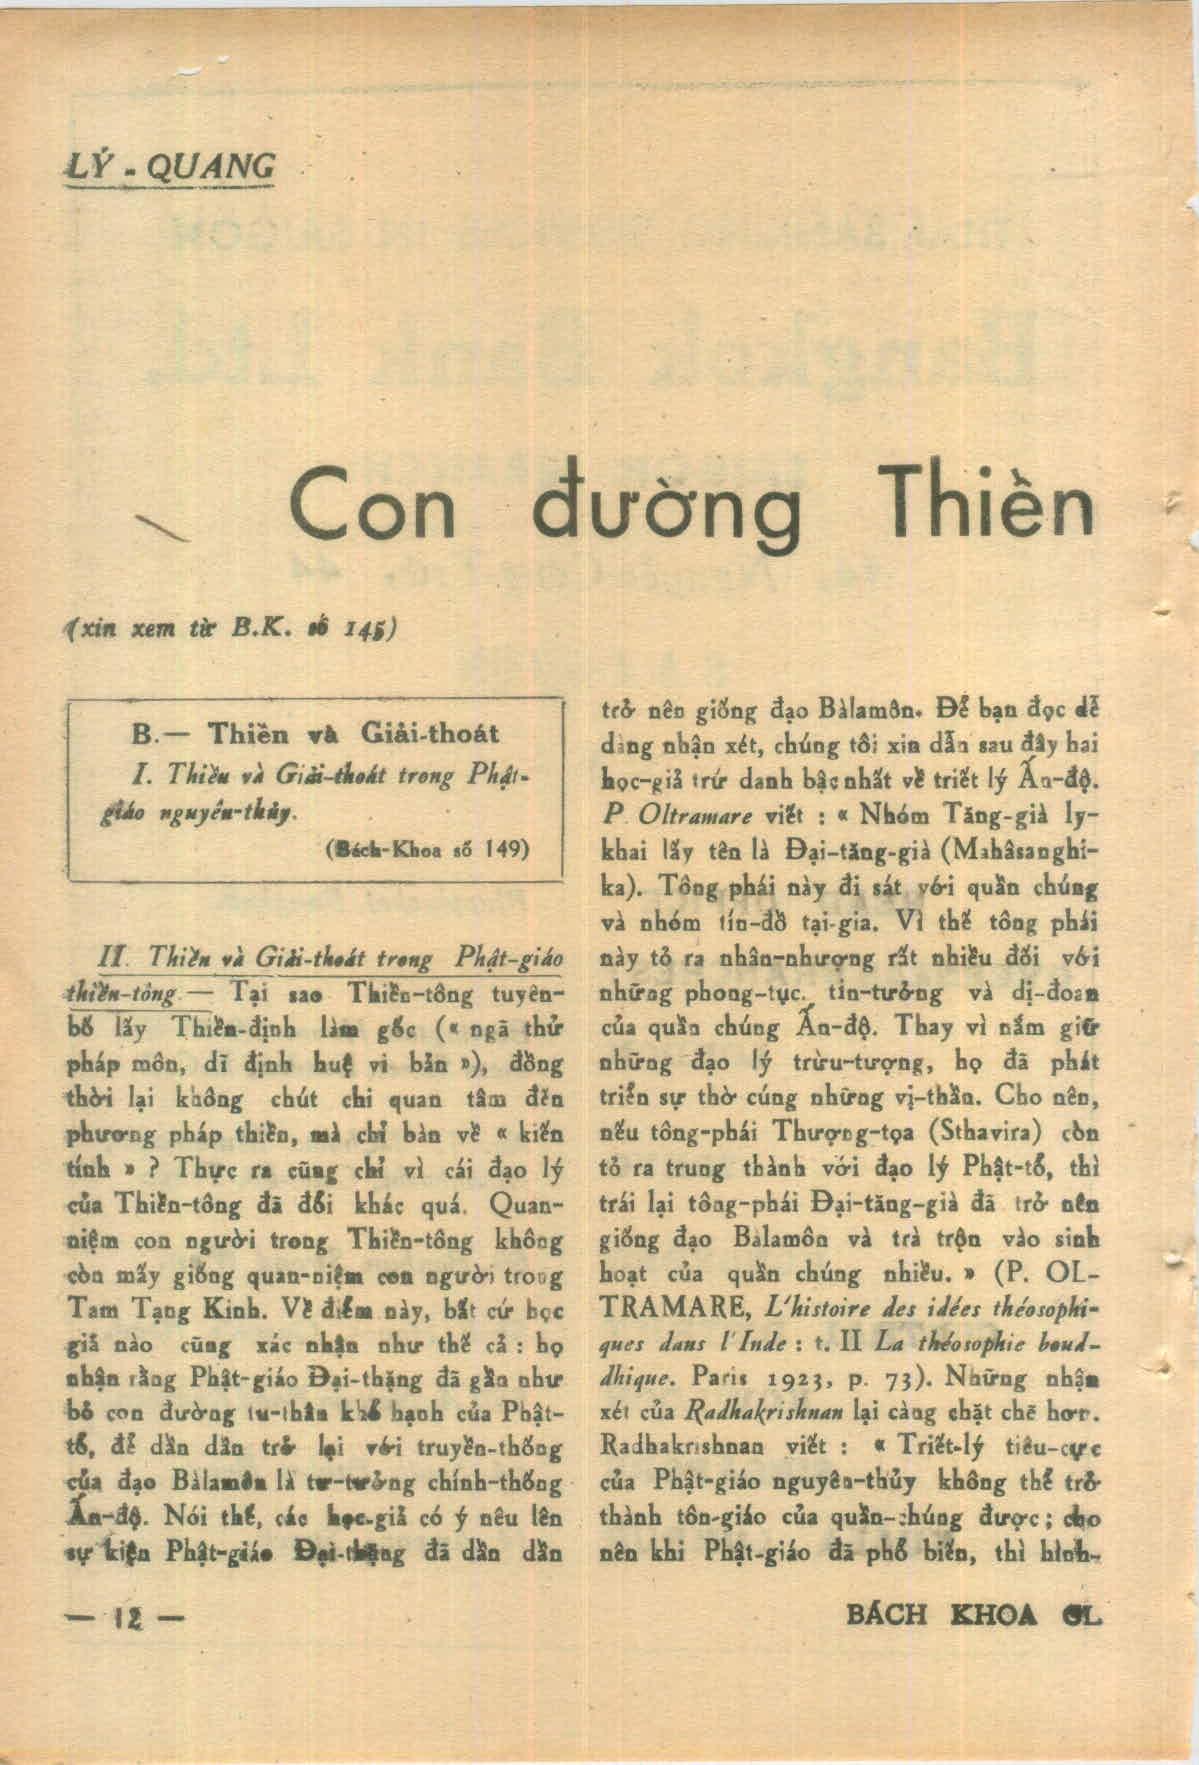 LÝ - QUANG
Con đường Thiền
(xin xem từ B.K. số 145)
B.— Thiền và Giải-thoát
I. Thiền và Giải-thoát trong Phật-
giáo nguyên-thủy.
(Bách-Khoa số 149)
II. Thiền và Giải-thoát trong Phật-giáo
thiền-tông.— Tại sao Thiền-tông tuyên-
bố lấy Thiền-định làm gốc (« ngã thử
pháp môn, dĩ định huệ vi bản »), đồng
thời lại không chút chi quan tâm đến
phương pháp thiền, mà chỉ bàn về « kiến
tính » ? Thực ra cũng chỉ vì cái đạo lý
của Thiền-tông đã đổi khác quá. Quan-
niệm con người trong Thiền-tông không
còn mấy giống quan-niệm con người trong
Tam Tạng Kinh. Về điểm này, bất cứ học
giả nào cũng xác nhận như thế cả : họ
nhận rằng Phật-giáo Đại-thặng đã gần như
bỏ con đường tu-thân khổ hạnh của Phật-
tổ, để dần dần trở lại với truyền-thống
của đạo Bàlamôn là tư-tưởng chính-thống
Ấn-độ. Nói thế, các học-giả có ý nêu lên
sự kiện Phật-giáo Đại-thặng đã dần dần
trở nên giống đạo Bàlamôn. Để bạn đọc dễ
dàng nhận xét, chúng tôi xin dẫn sau đây hai
học-giả trứ danh bậc nhất về triết lý Ấn-độ.
P. Oltramare viết : « Nhóm Tăng-già ly-
khai lấy tên là Đại-tăng-già (Mahâsanghi-
ka). Tông phái này đi sát với quần chúng
và nhóm tín-đồ tại-gia. Vì thế tông phái
này tỏ ra nhân-nhượng rất nhiều đối với
những phong-tục, tín-tưởng và dị-đoan
của quần chúng Ấn-độ. Thay vì nắm giữ
những đạo lý trừu-tượng, họ đã phát
triển sự thờ cúng những vị-thần. Cho nên,
nếu tông-phái Thượng-tọa (Sthavira) còn
tỏ ra trung thành với đạo lý Phật-tổ, thì
trái lại tông-phái Đại-tăng-già đã trở nên
giống đạo Bàlamôn và trà trộn vào sinh
hoạt của quần chúng nhiều. » (P. OL-
TRAMARE, L'histoire des idées théosophi-
ques dans l'Inde : t. II La théosophie boud-
dhique. Paris 1923, p. 73). Những nhận
xét của Radhakrishnan lại càng chặt chẽ hơn.
Radhakrishnan viết : « Triết-lý tiêu-cực
của Phật-giáo nguyên-thủy không thể trở
thành tôn-giáo của quần-chúng được ; cho
nên khi Phật-giáo đã phổ biến, thì hình-
— 12 —
BÁCH KHOA CL